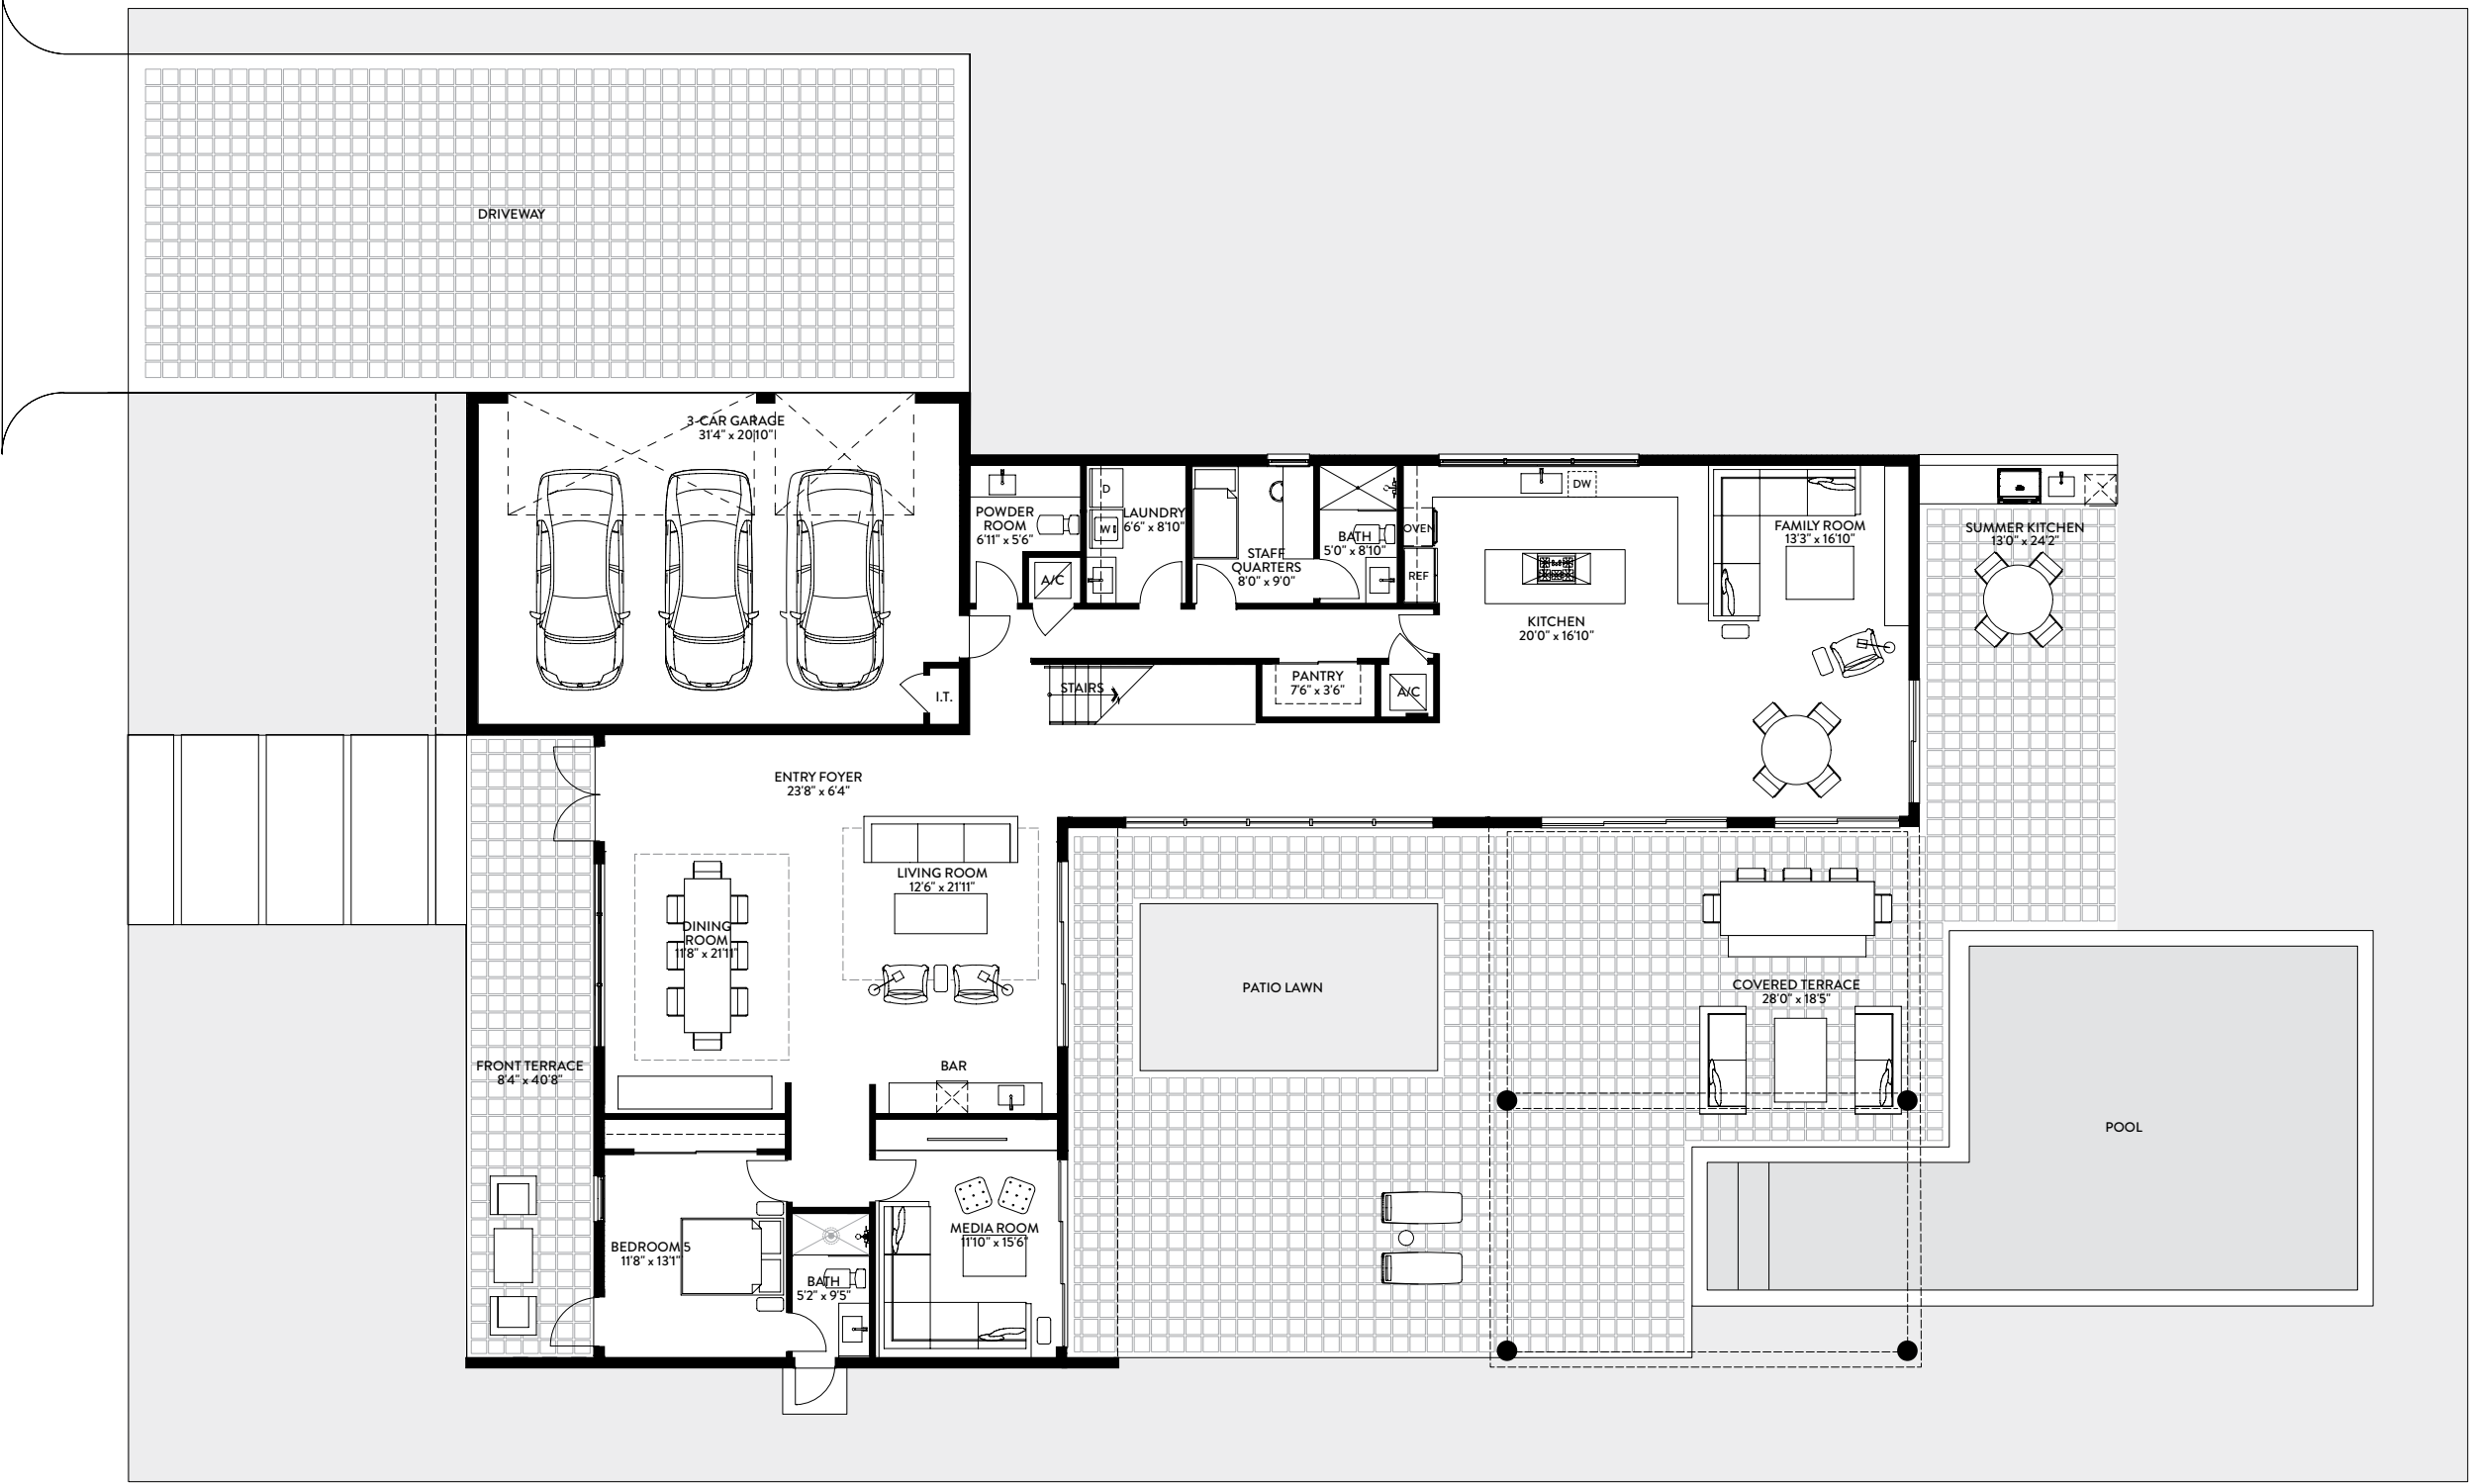 DRIVEWAY
3-CAR GARAGE
31'4" x 20'10"
POWDER
ROOM
6'11" x 5'6"
A/C
D
W
LAUNDRY
6'6" x 8'10"
STAFF
QUARTERS
8'0" x 9'0"
BATH
5'0" x 8'10"
OVEN
REF
DW
KITCHEN
20'0" x 16'10"
FAMILY ROOM
13'3" x 16'10"
SUMMER KITCHEN
13'0" x 24'2"
I.T.
STAIRS
PANTRY
7'6" x 3'6"
A/C
ENTRY FOYER
23'8" x 6'4"
LIVING ROOM
12'6" x 21'11"
DINING
ROOM
11'8" x 21'11"
PATIO LAWN
COVERED TERRACE
28'0" x 18'5"
FRONT TERRACE
8'4" x 40'8"
BAR
POOL
BEDROOM 5
11'8" x 13'1"
BATH
5'2" x 9'5"
MEDIA ROOM
11'10" x 15'6"